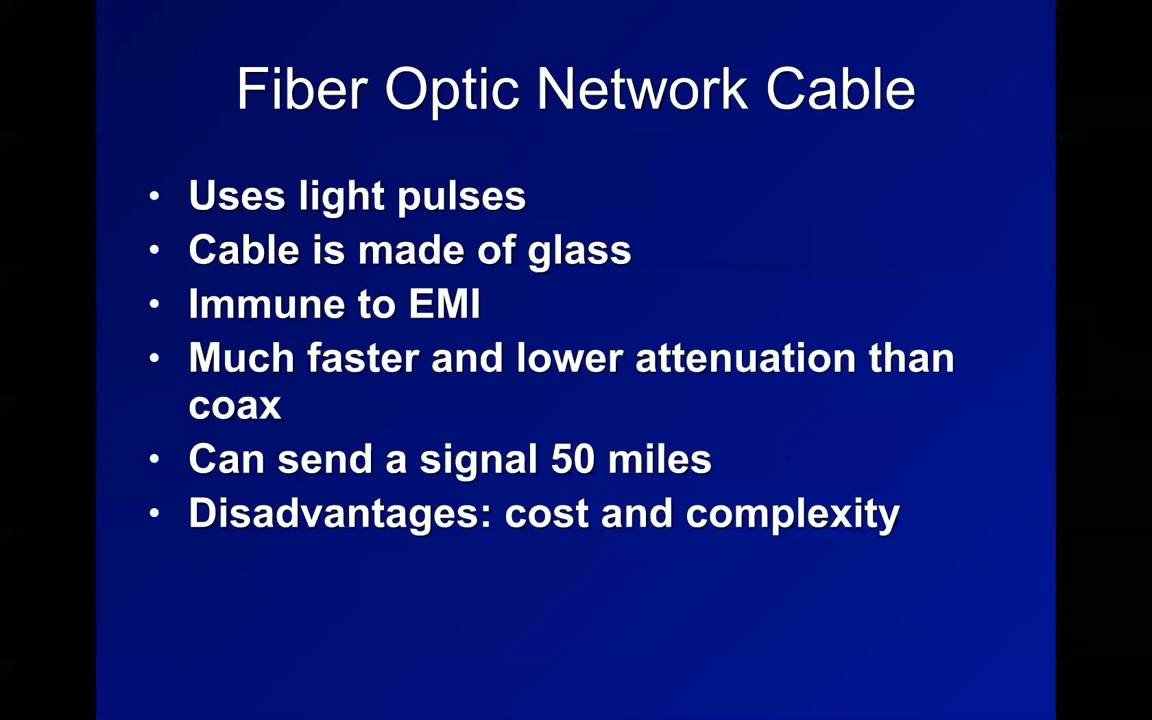 Fiber Optic Network Cable
• Uses light pulses
• Cable is made of glass
• Immune to EMI
• Much faster and lower attenuation than
coax
• Can send a signal 50 miles
• Disadvantages: cost and complexity